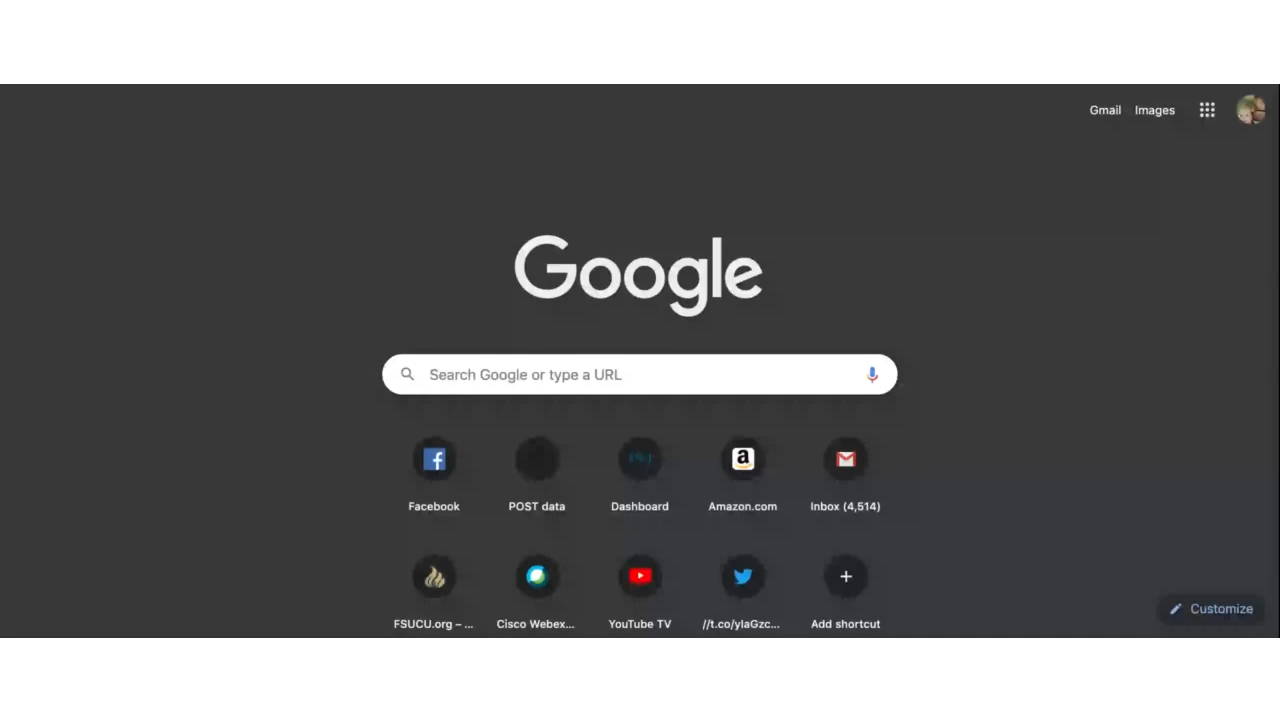 Gmail Images
Google
Search Google or type a URL
Facebook POST data Dashboard Amazon.com Inbox (4,514)
FSUCU.org – ... Cisco Webex... YouTube TV //t.co/ylaGzc... Add shortcut
Customize